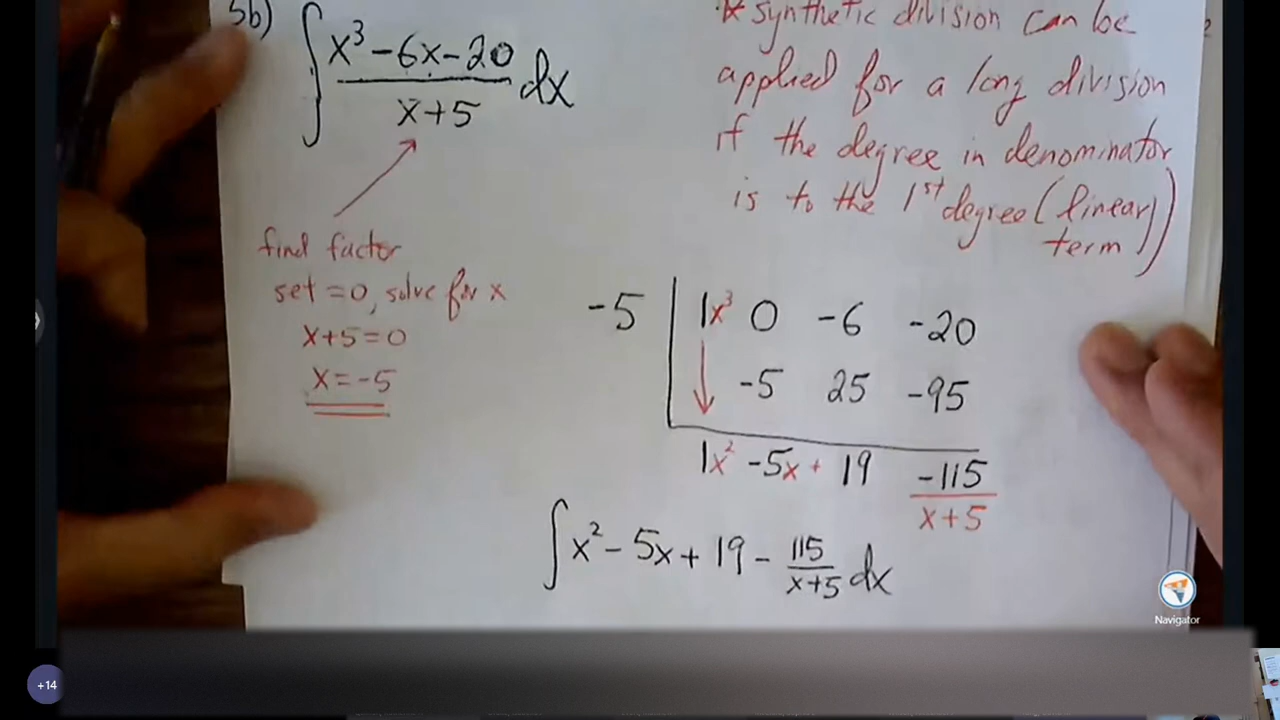 5b) ∫ x³-6x-20 / x+5 dx
* synthetic division can be
applied for a long division
if the degree in denominator
is to the 1st degree (linear)
term)
find factor
set =0, solve for x
x+5=0
x=-5
-5 | 1x³ 0 -6 -20
-5 25 -95
1x² -5x + 19 -115 / x+5
∫ x² - 5x + 19 - 115 / x+5 dx
Navigator
+14